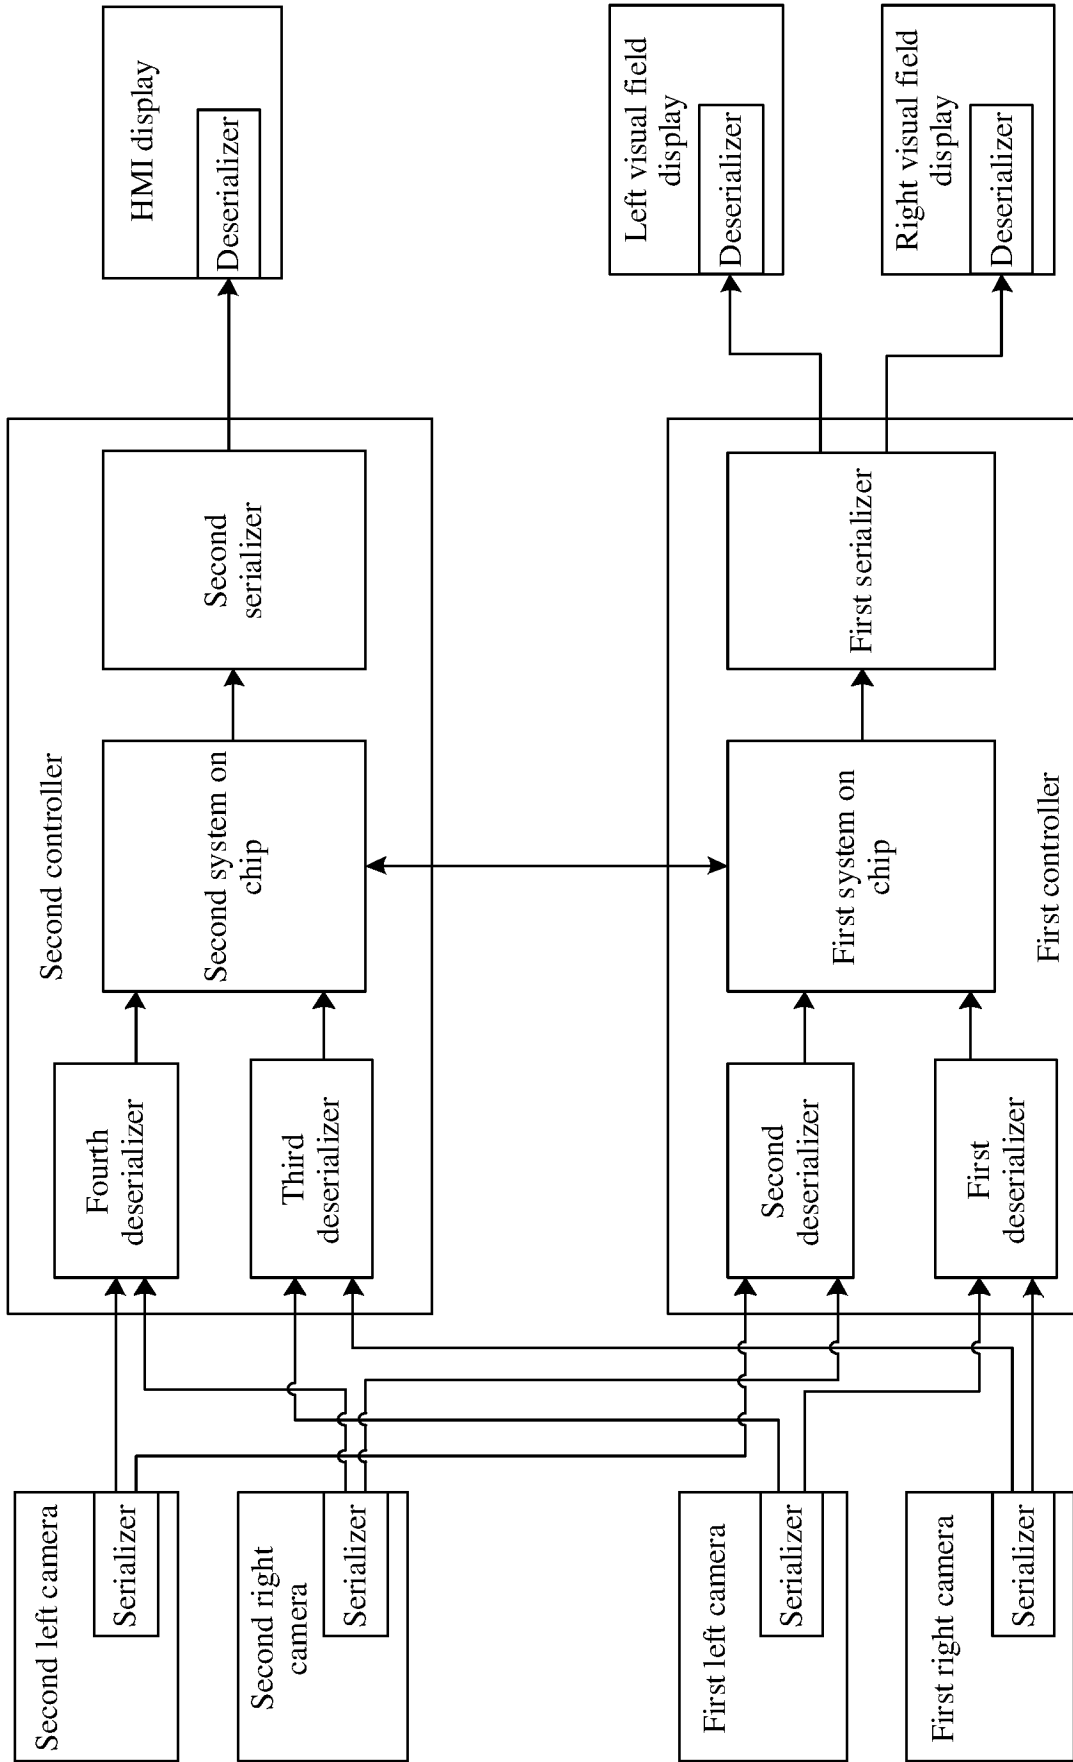 Second left camera
Serializer
Second right
camera
Serializer
First left camera
Serializer
First right camera
Serializer
Second controller
Fourth
deserializer
Third
deserializer
Second system on
chip
Second
serializer
Second
deserializer
First
deserializer
First system on
chip
First serializer
First controller
HMI display
Deserializer
Left visual field
display
Deserializer
Right visual field
display
Deserializer